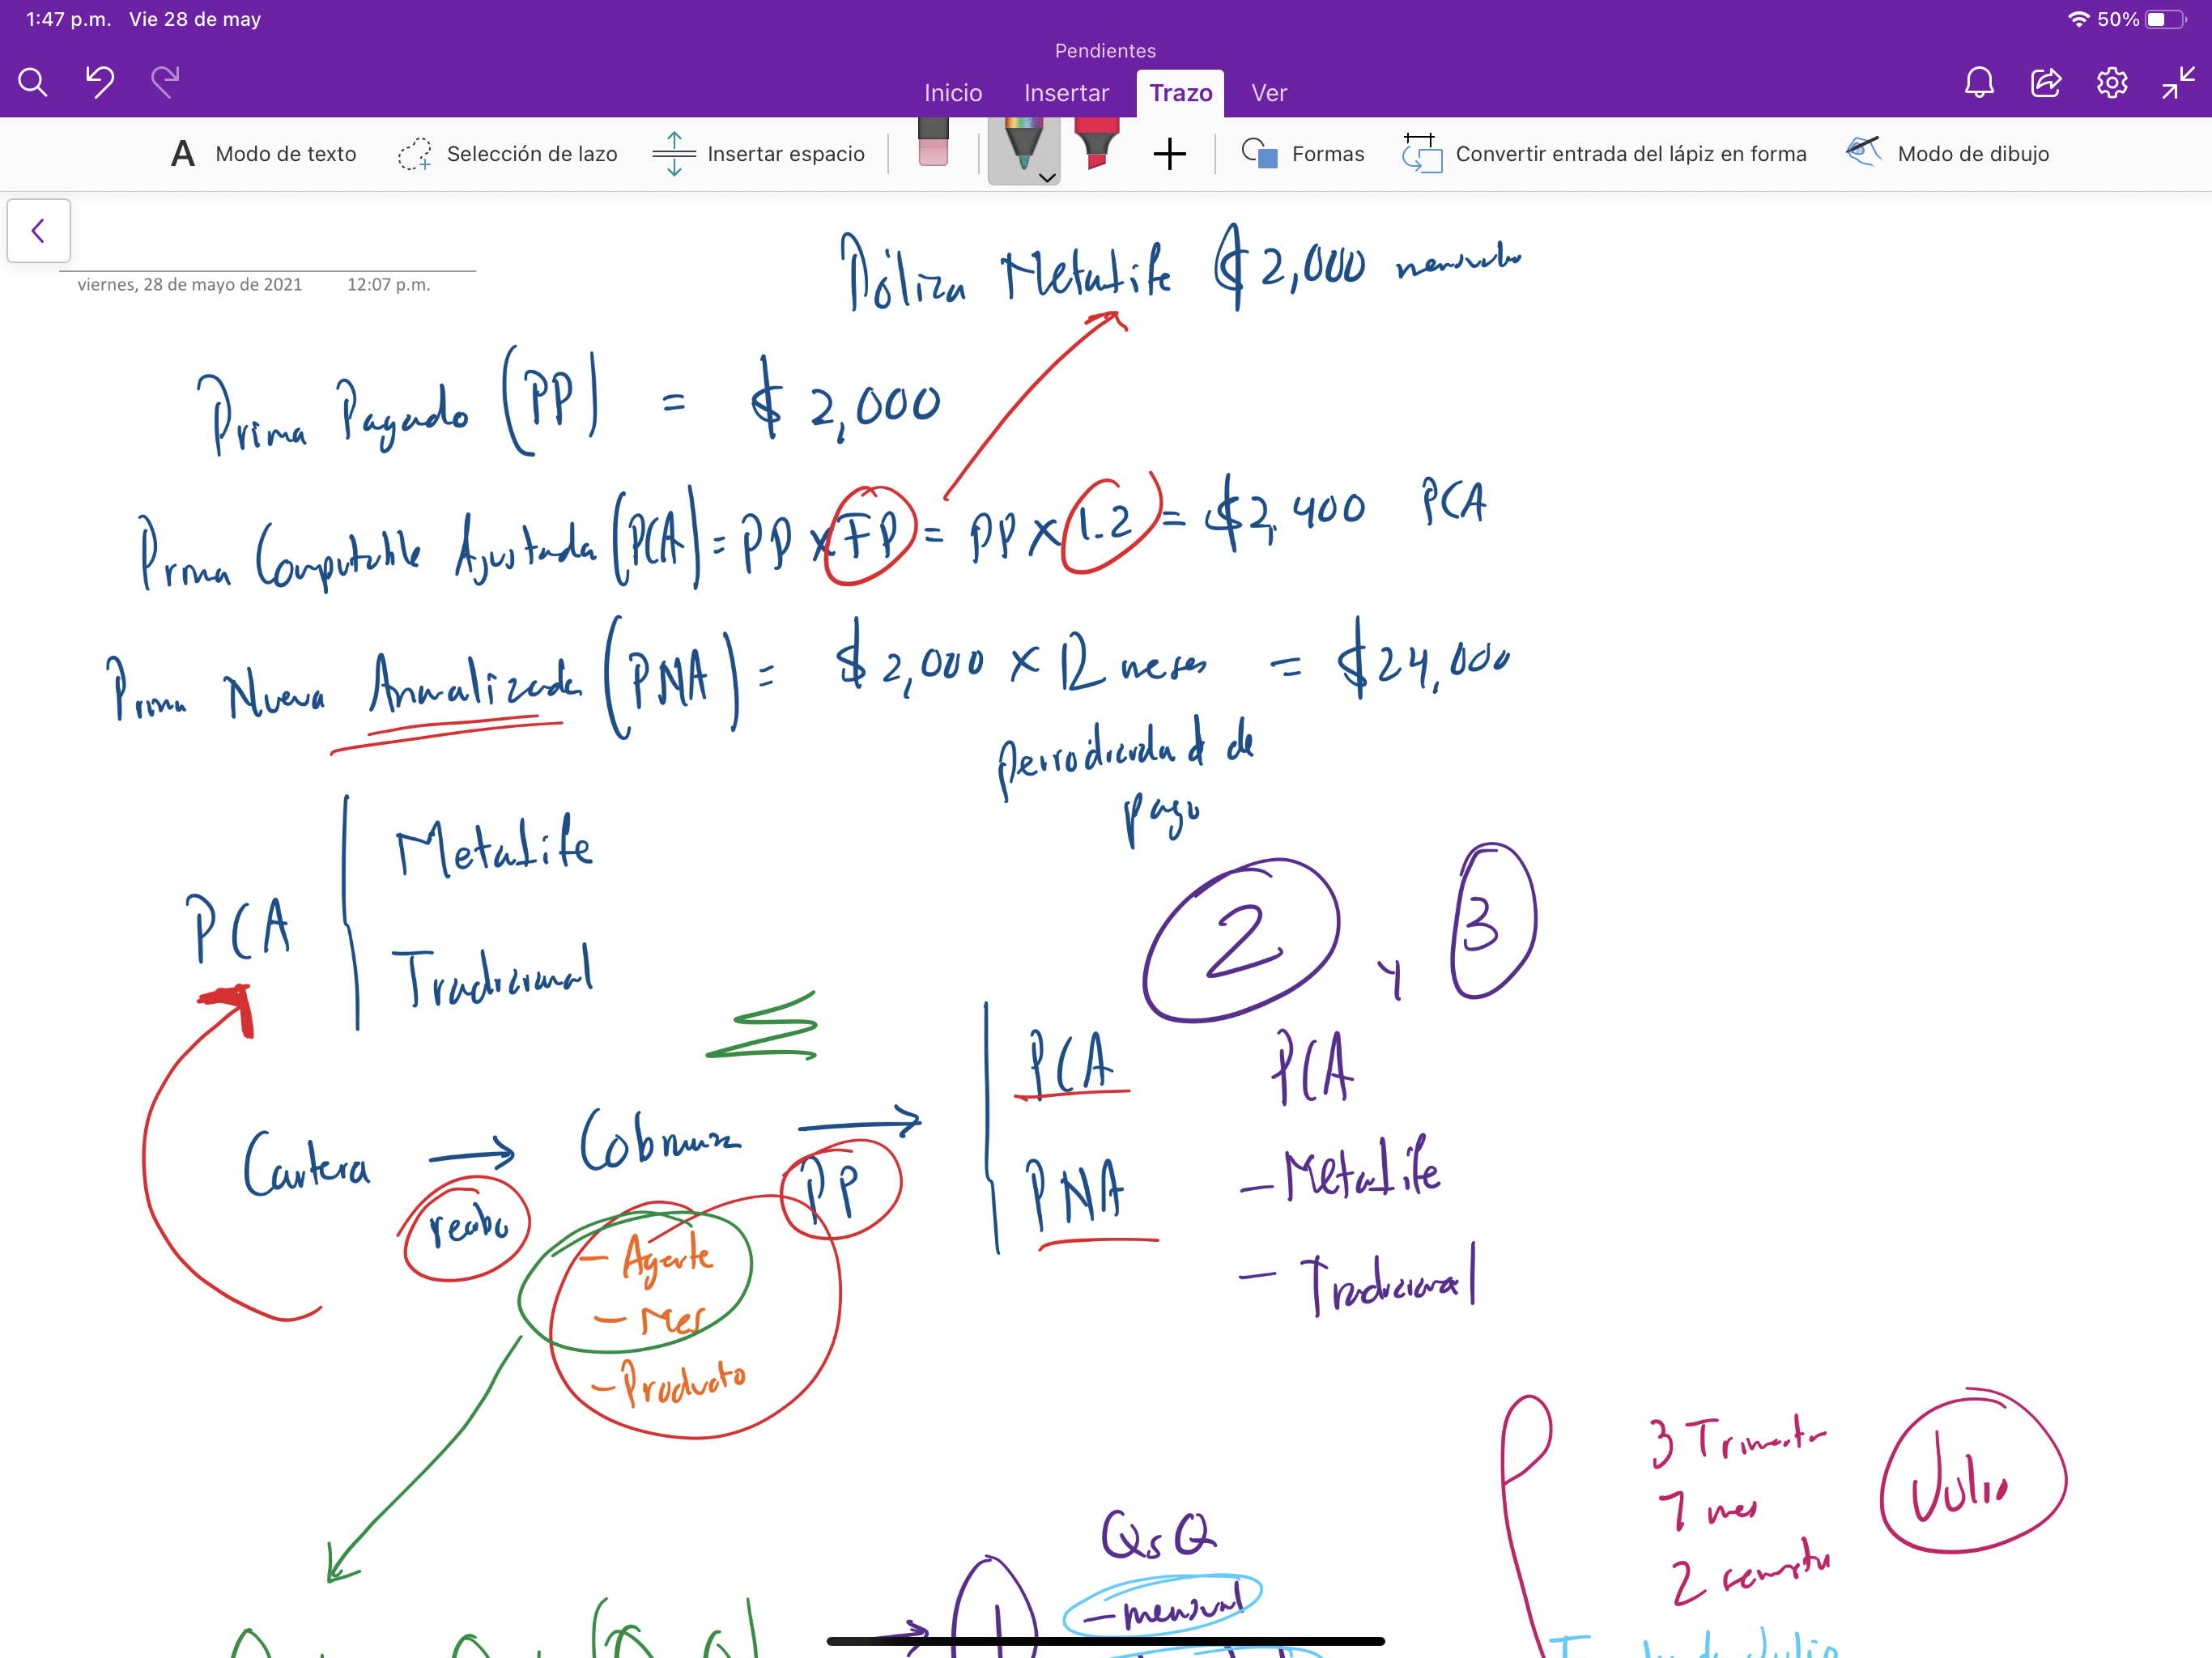 1:47 p.m. Vie 28 de may
50%
Pendientes
Inicio Insertar Trazo Ver
A Modo de texto Selección de lazo Insertar espacio Formas Convertir entrada del lápiz en forma Modo de dibujo
viernes, 28 de mayo de 2021 12:07 p.m.
Póliza MetaLife $2,000
Prima Pagada (PP) = $ 2,000
Prima Computable Ajustada (PCA) = PP x FP = PP x 1.2 = $2,400 PCA
Prima Nueva Anualizada (PNA) = $2,000 x 12 meses = $24,000
periodicidad de
pago
PCA
MetaLife
Tradicional
2 y 3
Cartera → Cobranza →
recibo
PP
PCA
PNA
- Agente
- Mes
- Producto
PCA
- MetaLife
- Tradicional
3 Trimestre
7 mes
2 semestre
Julio
QsQ
- mensual